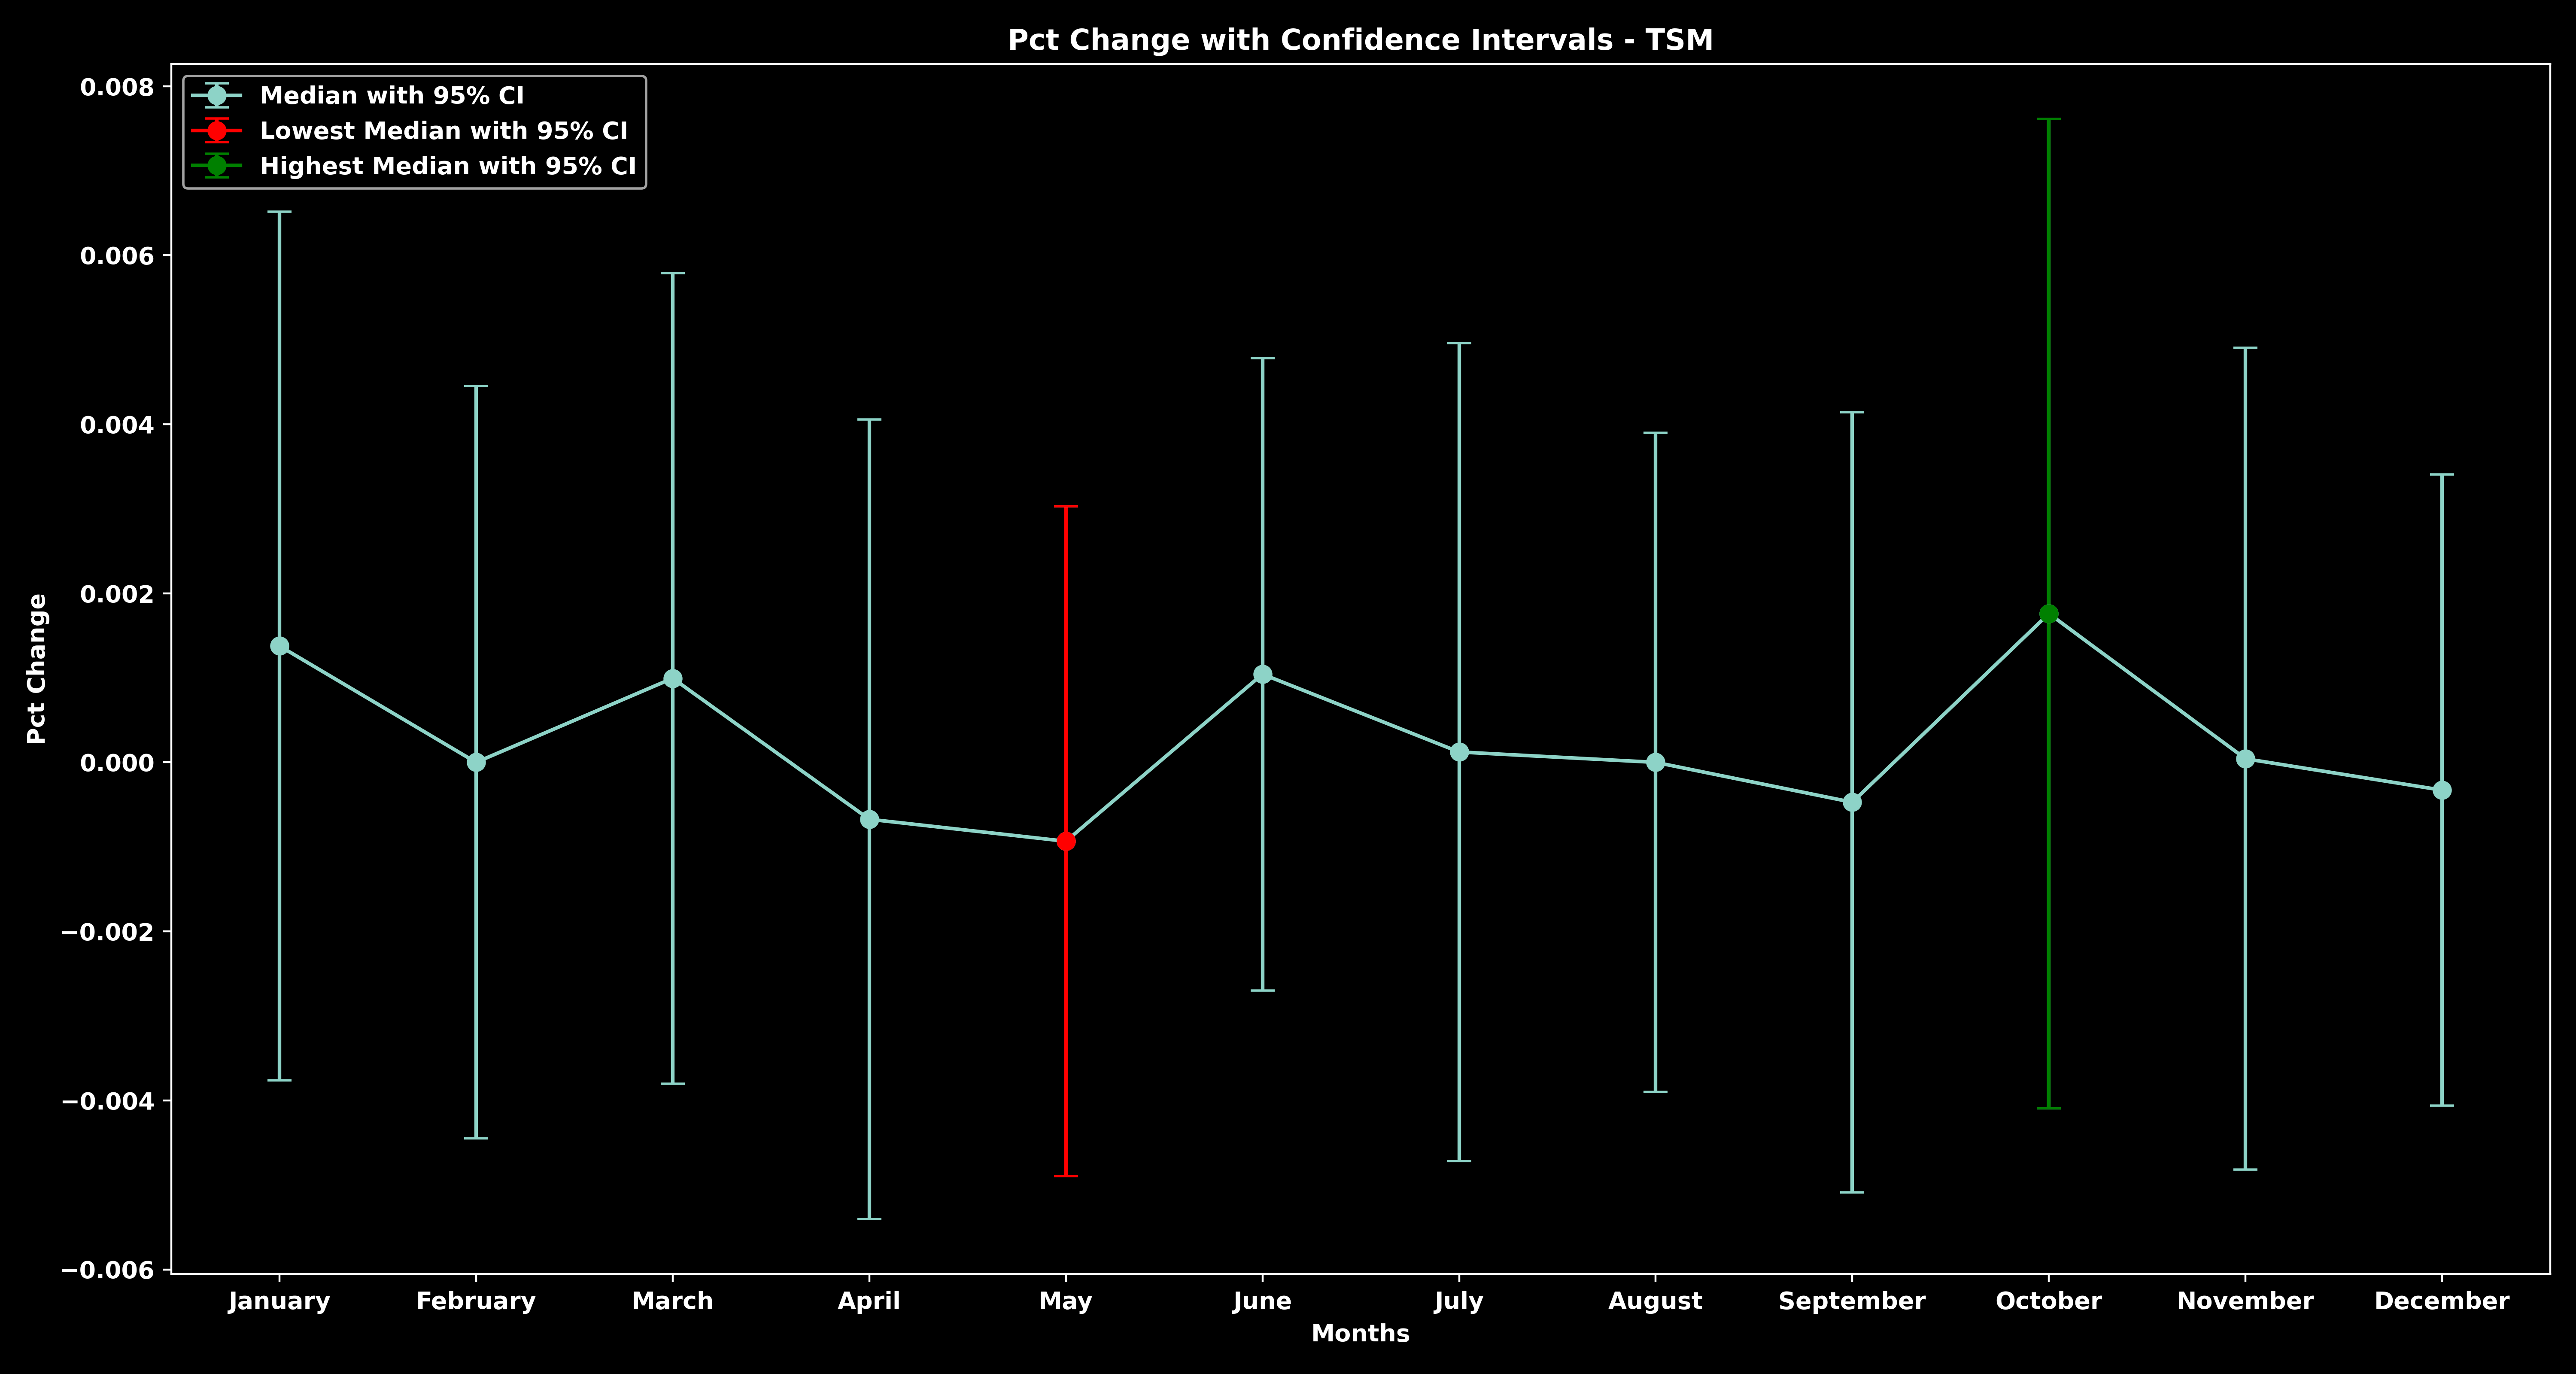 Pct Change with Confidence Intervals - TSM
Median with 95% CI
Lowest Median with 95% CI
Highest Median with 95% CI
0.008
0.006
0.004
0.002
0.000
−0.002
−0.004
−0.006
Pct Change
January February March April May June July August September October November December
Months